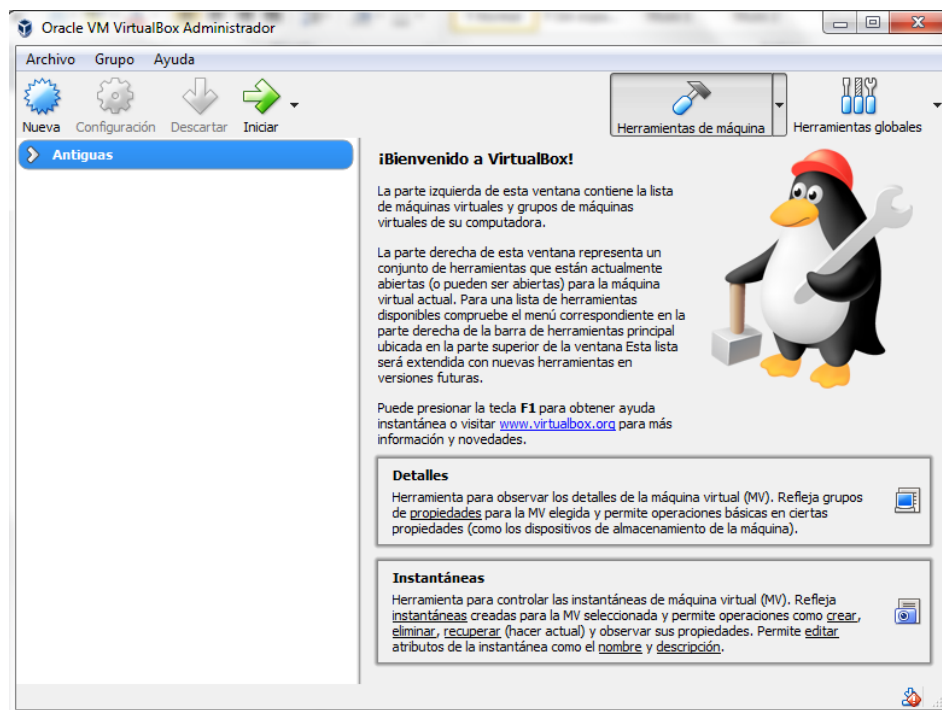 Oracle VM VirtualBox Administrador
Archivo Grupo Ayuda
Nueva Configuración Descartar Iniciar Herramientas de máquina Herramientas globales
Antiguas
¡Bienvenido a VirtualBox!
La parte izquierda de esta ventana contiene la lista
de máquinas virtuales y grupos de máquinas
virtuales de su computadora.
La parte derecha de esta ventana representa un
conjunto de herramientas que están actualmente
abiertas (o pueden ser abiertas) para la máquina
virtual actual. Para una lista de herramientas
disponibles compruebe el menú correspondiente en la
parte derecha de la barra de herramientas principal
ubicada en la parte superior de la ventana Esta lista
será extendida con nuevas herramientas en
versiones futuras.
Puede presionar la tecla F1 para obtener ayuda
instantánea o visitar www.virtualbox.org para más
información y novedades.
Detalles
Herramienta para observar los detalles de la máquina virtual (MV). Refleja grupos
de propiedades para la MV elegida y permite operaciones básicas en ciertas
propiedades (como los dispositivos de almacenamiento de la máquina).
Instantáneas
Herramienta para controlar las instantáneas de máquina virtual (MV). Refleja
instantáneas creadas para la MV seleccionada y permite operaciones como crear,
eliminar, recuperar (hacer actual) y observar sus propiedades. Permite editar
atributos de la instantánea como el nombre y descripción.